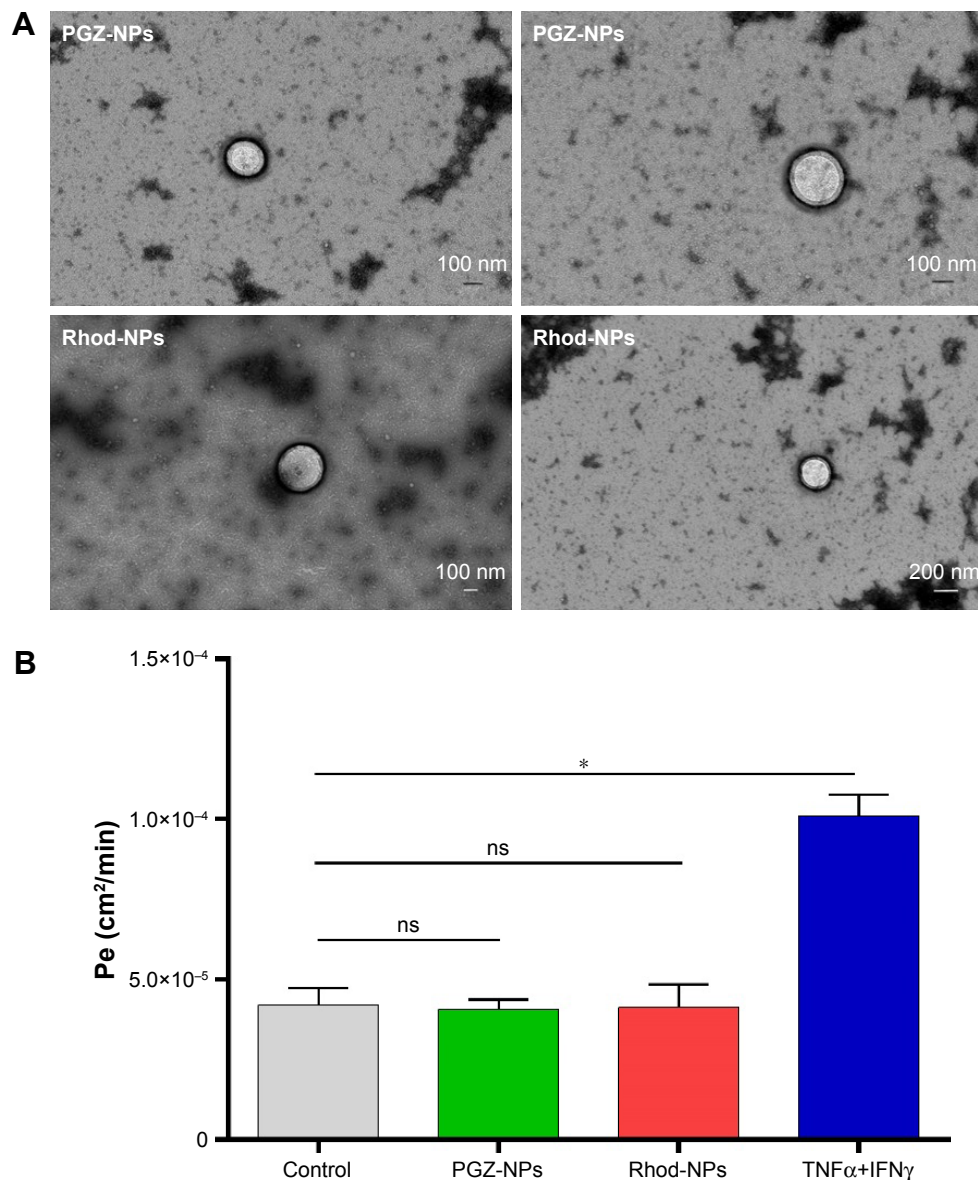 A
PGZ-NPs
100 nm
PGZ-NPs
100 nm
Rhod-NPs
100 nm
Rhod-NPs
200 nm
B
Pe (cm²/min)
1.5×10⁻⁴
1.0×10⁻⁴
5.0×10⁻⁵
0
*
ns
ns
Control
PGZ-NPs
Rhod-NPs
TNFα+IFNγ